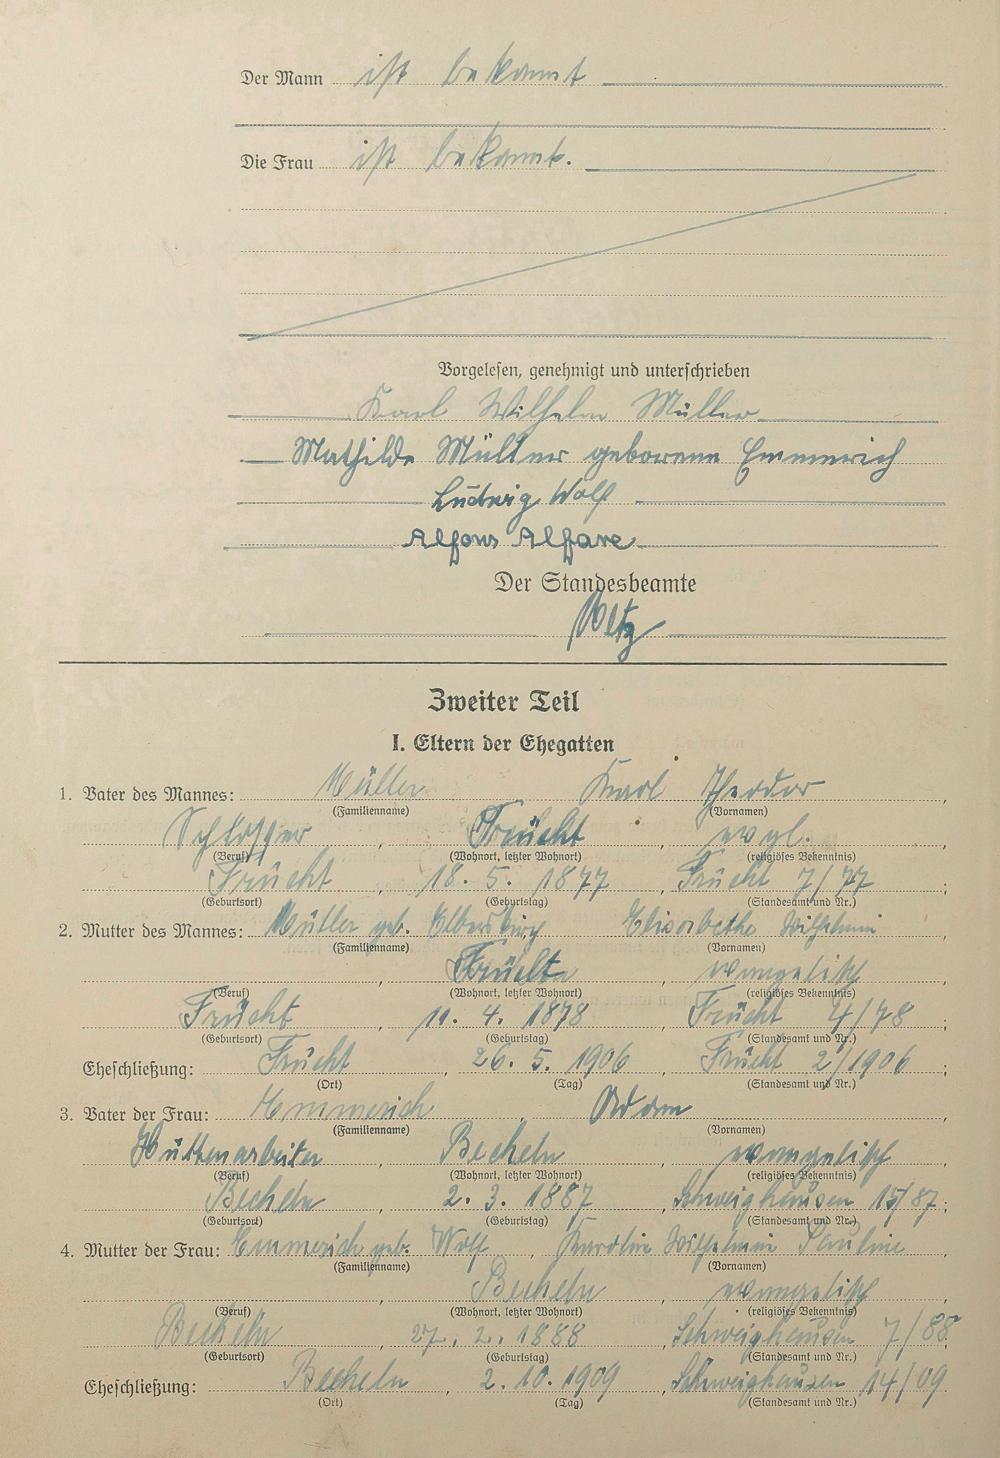 Der Mann ist bekannt
Die Frau ist bekannt.
Vorgelesen, genehmigt und unterschrieben
Karl Wilhelm Müller
Mathilde Müller geborene Emmerich
Ludwig Wolf
Alfons
Der Standesbeamte
Zweiter Teil
I. Eltern der Ehegatten
1. Vater des Mannes: Müller Karl Theodor,
(Familienname) (Vornamen)
Schlosser, Frücht, evgl.,
(Beruf) (Wohnort, letzter Wohnort) (religiöses Bekenntnis)
Frücht, 18. 5. 1877, Frücht 7/77;
(Geburtsort) (Geburtstag) (Standesamt und Nr.)
2. Mutter des Mannes: Müller geb. Elisabethe Wilhelmine,
(Familienname) (Vornamen)
Frücht, evangelisch,
(Beruf) (Wohnort, letzter Wohnort) (religiöses Bekenntnis)
Frücht, 11. 4. 1878, Frücht 4/78;
(Geburtsort) (Geburtstag) (Standesamt und Nr.)
Eheschließung: Frücht, 26. 5. 1906, Frücht 2/1906;
(Ort) (Tag) (Standesamt und Nr.)
3. Vater der Frau: Emmerich, Adam,
(Familienname) (Vornamen)
Hüttenarbeiter, Becheln, evangelisch,
(Beruf) (Wohnort, letzter Wohnort) (religiöses Bekenntnis)
Becheln, 2. 3. 1887, Schweighausen 15/87;
(Geburtsort) (Geburtstag) (Standesamt und Nr.)
4. Mutter der Frau: Emmerich geb. Wolf, Karolin Wilhelmine Pauline,
(Familienname) (Vornamen)
Becheln, evangelisch,
(Beruf) (Wohnort, letzter Wohnort) (religiöses Bekenntnis)
Becheln, 27. 2. 1888, Schweighausen 7/88
(Geburtsort) (Geburtstag) (Standesamt und Nr.)
Eheschließung: Becheln, 2. 10. 1909, Schweighausen 14/09
(Ort) (Tag) (Standesamt und Nr.)